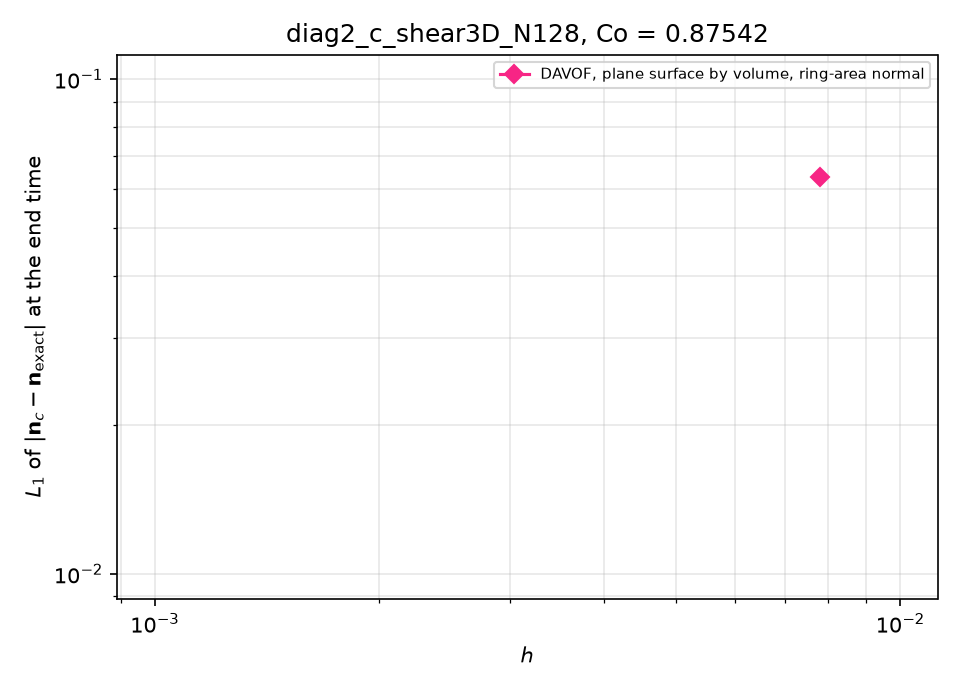 diag2_c_shear3D_N128, Co = 0.87542
DAVOF, plane surface by volume, ring-area normal
10⁻¹
10⁻²
L₁ of |n_c − n_exact| at the end time
10⁻³
10⁻²
h